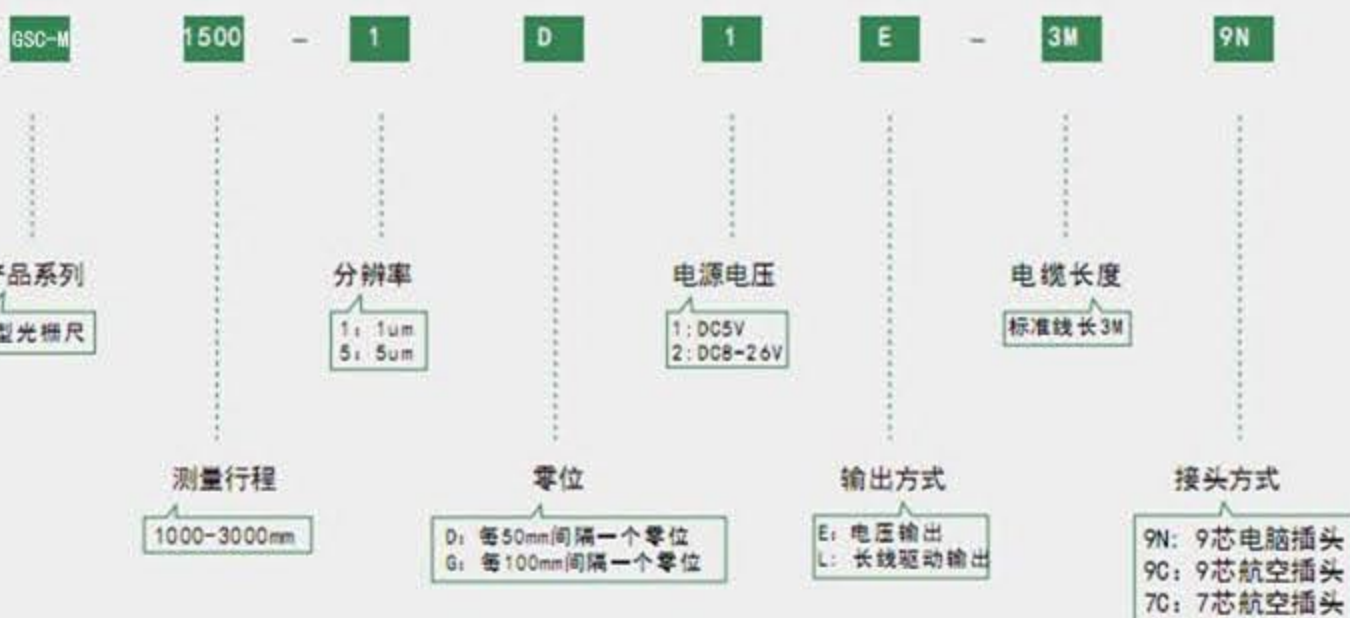 GSC-M 1500 - 1 D 1 E - 3M 9N
品系列 分辨率 电源电压 电缆长度
型光栅尺
1: 1um
5: 5um
1:DC5V
2:DC8-26V
标准线长3M
测量行程 零位 输出方式 接头方式
1000-3000mm
D: 每50mm间隔一个零位
G: 每100mm间隔一个零位
E: 电压输出
L: 长线驱动输出
9N: 9芯电脑插头
9C: 9芯航空插头
7C: 7芯航空插头